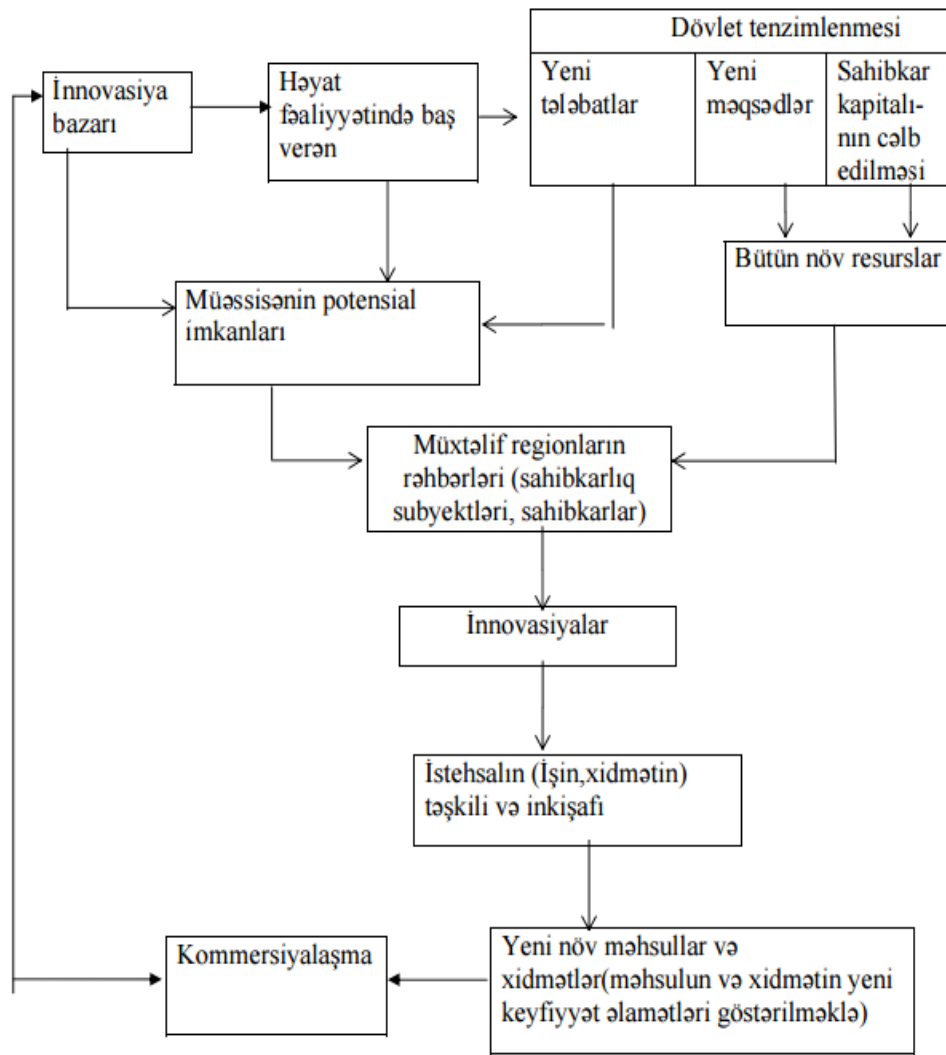 Dövlet tenzimlenmesi
İnnovasiya
bazarı
Həyat
fəaliyyətində baş
verən
Yeni
tələbatlar
Yeni
məqsədlər
Sahibkar
kapitalı-
nın cəlb
edilməsi
Bütün növ resurslar
Müəssisənin potensial
imkanları
Müxtəlif regionların
rəhbərləri (sahibkarlıq
subyektləri, sahibkarlar)
İnnovasiyalar
İstehsalın (İşin,xidmətin)
təşkili və inkişafı
Kommersiyalaşma
Yeni növ məhsullar və
xidmətlər(məhsulun və xidmətin yeni
keyfiyyət əlamətləri göstərilməklə)